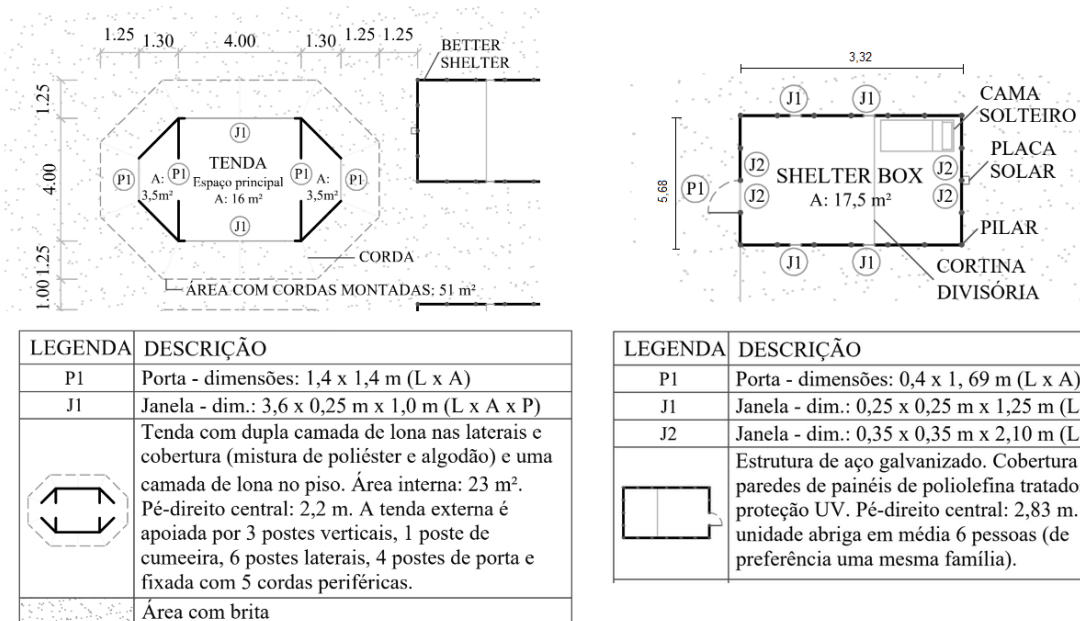 1.25 1.30 4.00 1.30 1.25 1.25
BETTER
SHELTER
1.25
4.00
1.25
1.00
J1
TENDA
P1 A: P1 Espaço principal P1 A: P1
3,5m² A: 16 m² 3,5m²
J1
CORDA
ÁREA COM CORDAS MONTADAS: 51 m²
3,32
5,68
J1 J1
CAMA
SOLTEIRO
J2 J2
PLACA
SOLAR
SHELTER BOX
P1
A: 17,5 m²
J2 J2
PILAR
J1 J1
CORTINA
DIVISÓRIA
LEGENDA DESCRIÇÃO
P1 Porta - dimensões: 1,4 x 1,4 m (L x A)
J1 Janela - dim.: 3,6 x 0,25 m x 1,0 m (L x A x P)
Tenda com dupla camada de lona nas laterais e
cobertura (mistura de poliéster e algodão) e uma
camada de lona no piso. Área interna: 23 m².
Pé-direito central: 2,2 m. A tenda externa é
apoiada por 3 postes verticais, 1 poste de
cumeeira, 6 postes laterais, 4 postes de porta e
fixada com 5 cordas periféricas.
Área com brita
LEGENDA DESCRIÇÃO
P1 Porta - dimensões: 0,4 x 1, 69 m (L x A)
J1 Janela - dim.: 0,25 x 0,25 m x 1,25 m (L
J2 Janela - dim.: 0,35 x 0,35 m x 2,10 m (L
Estrutura de aço galvanizado. Cobertura
paredes de painéis de poliolefina tratado
proteção UV. Pé-direito central: 2,83 m.
unidade abriga em média 6 pessoas (de
preferência uma mesma família).